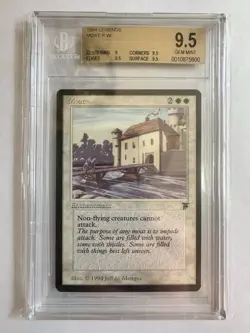 1994 LEGENDS
MOAT R W
CENTERING 9 CORNERS 9.5
EDGES 9.5 SURFACE 9.5
9.5
GEM MINT
BECKETT
Moat 2
Enchantment
Non-flying creatures cannot
attack.
The purpose of any moat is to impede
attack. Some are filled with water,
some with thistles. Some are filled
with things best left unseen.
Illus. © 1994 Jeff A. Menges